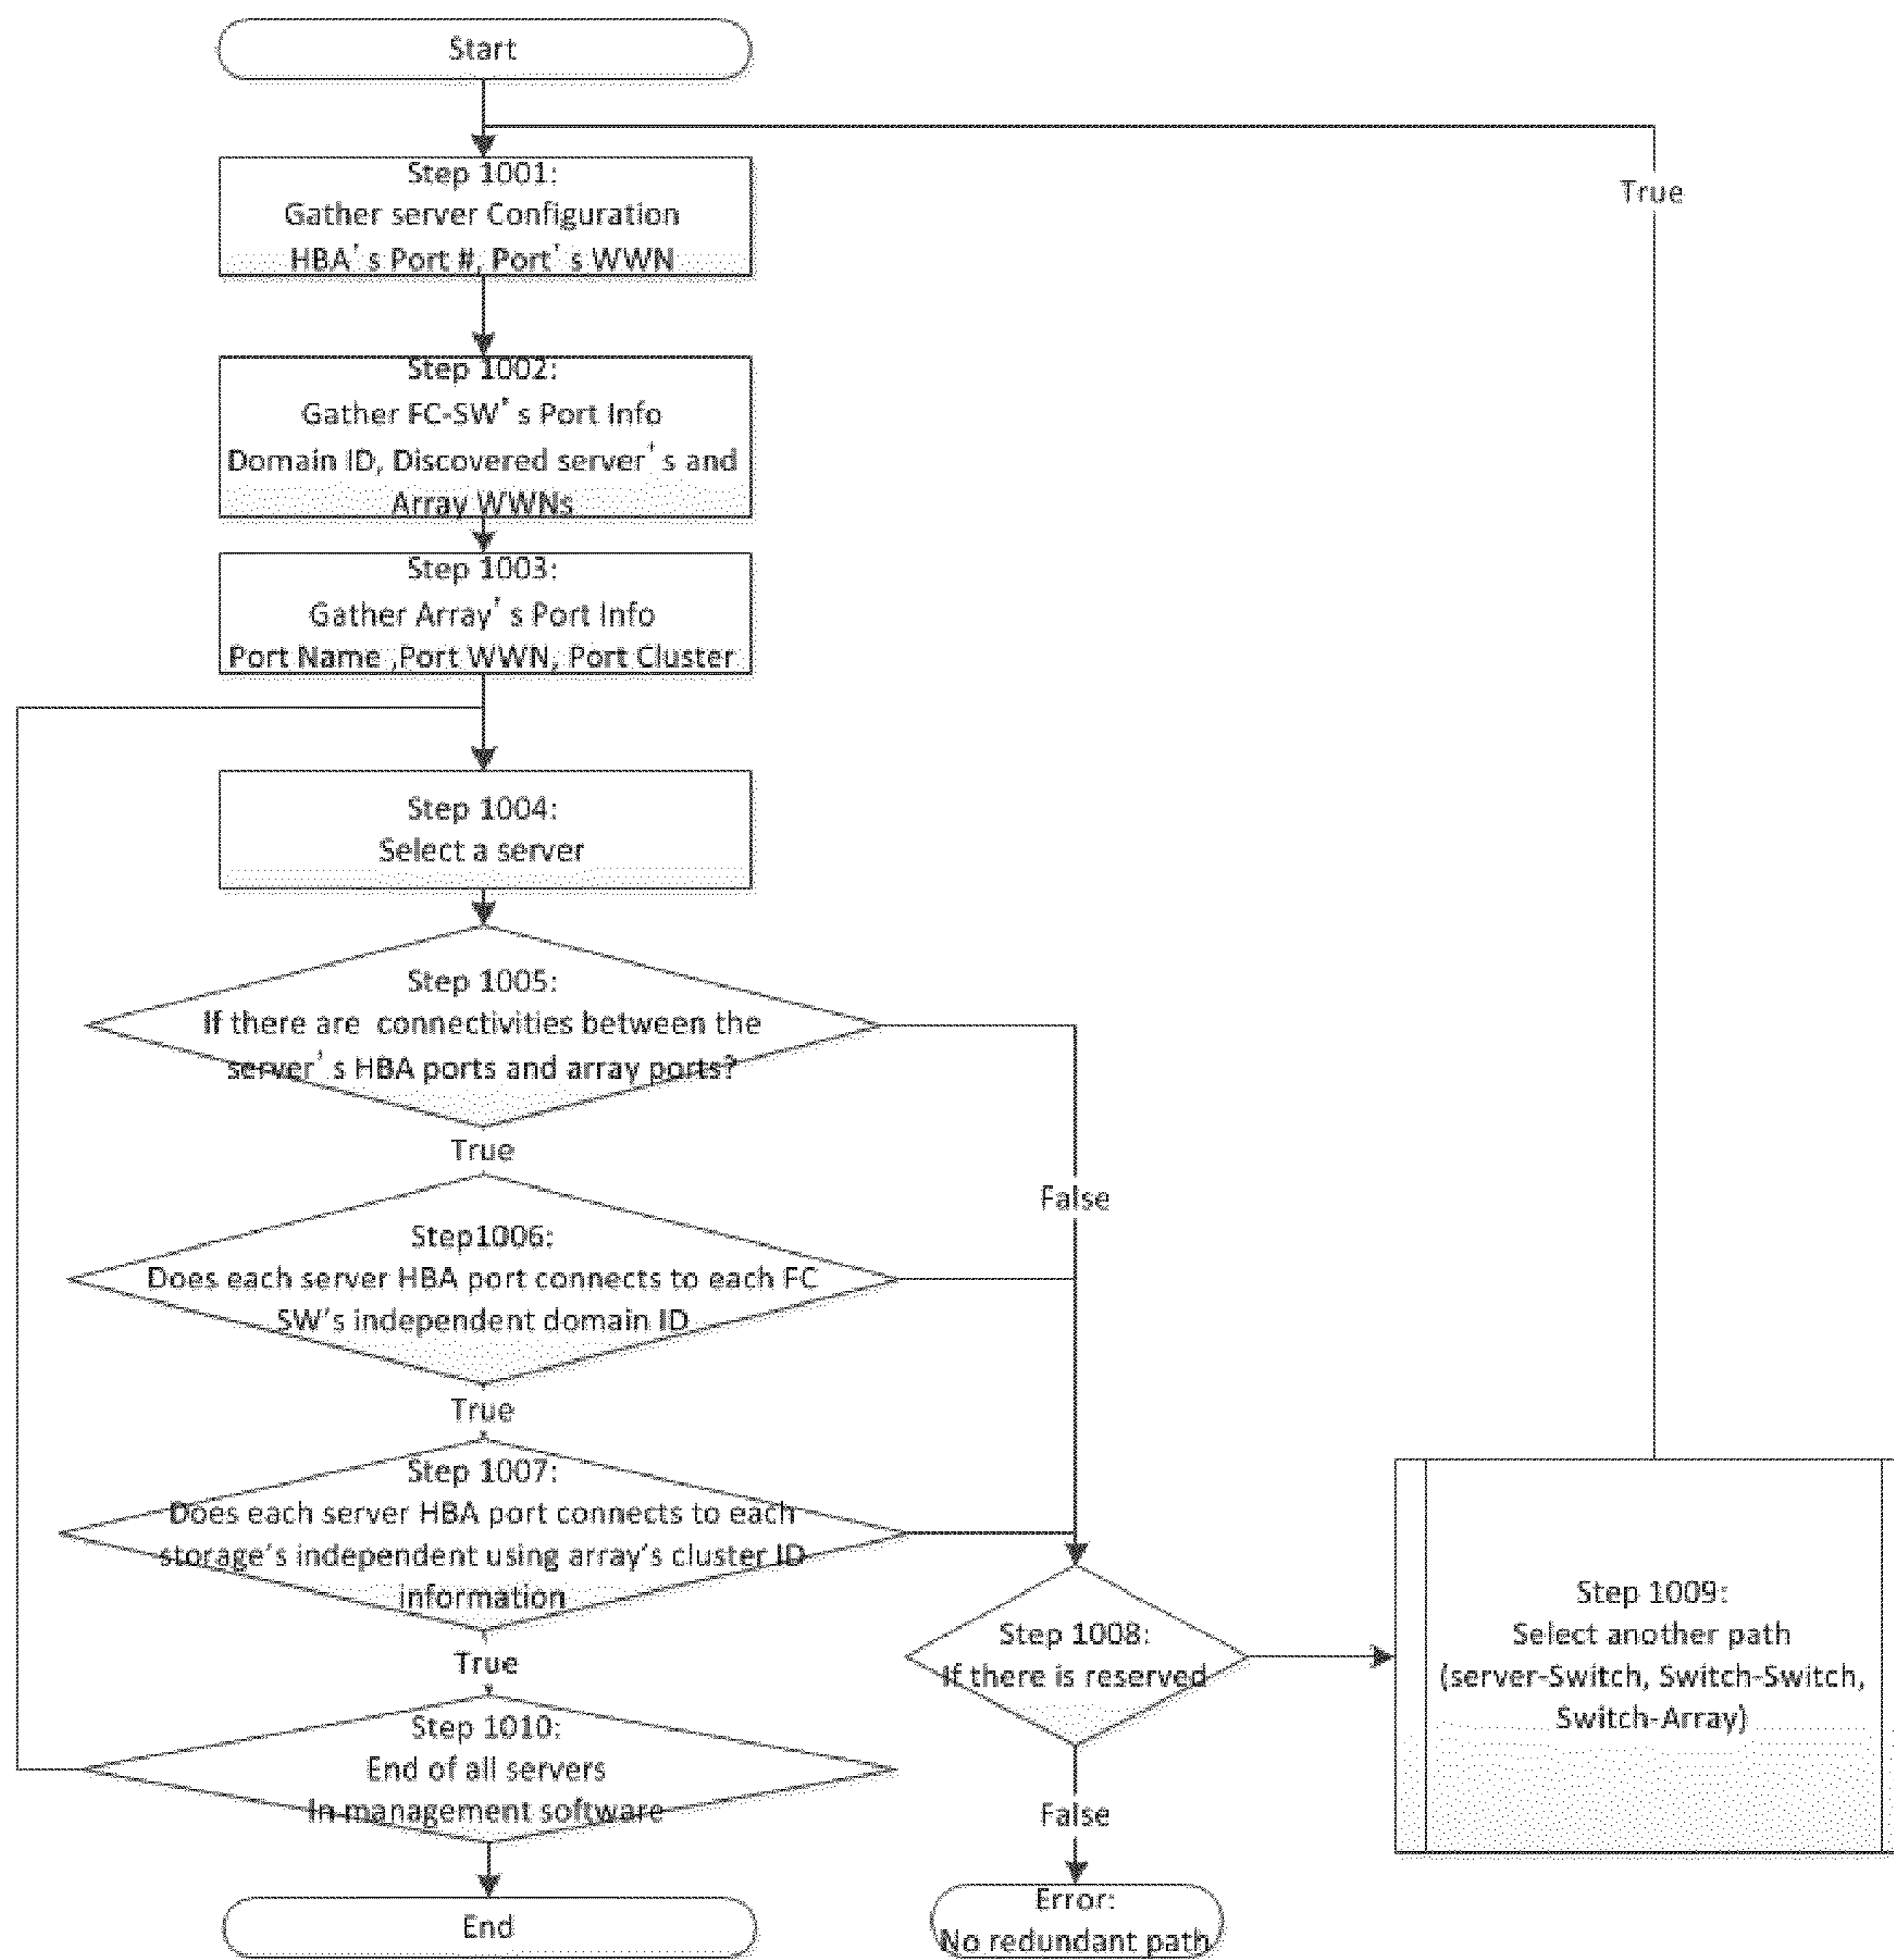 Start
True
Step 1001:
Gather server Configuration
HBA's Port #, Port's WWN
Step 1002:
Gather FC-SW's Port Info
Domain ID, Discovered server's and
Array WWNs
Step 1003:
Gather Array's Port Info
Port Name ,Port WWN, Port Cluster
Step 1004:
Select a server
Step 1005:
If there are connectivities between the
server's HBA ports and array ports?
True
False
Step1006:
Does each server HBA port connects to each FC
SW's independent domain ID
True
Step 1007:
Does each server HBA port connects to each
storage's independent using array's cluster ID
information
True
Step 1008:
If there is reserved
Step 1009:
Select another path
(server-Switch, Switch-Switch,
Switch-Array)
Step 1010:
End of all servers
In management software
False
End
Error:
No redundant path